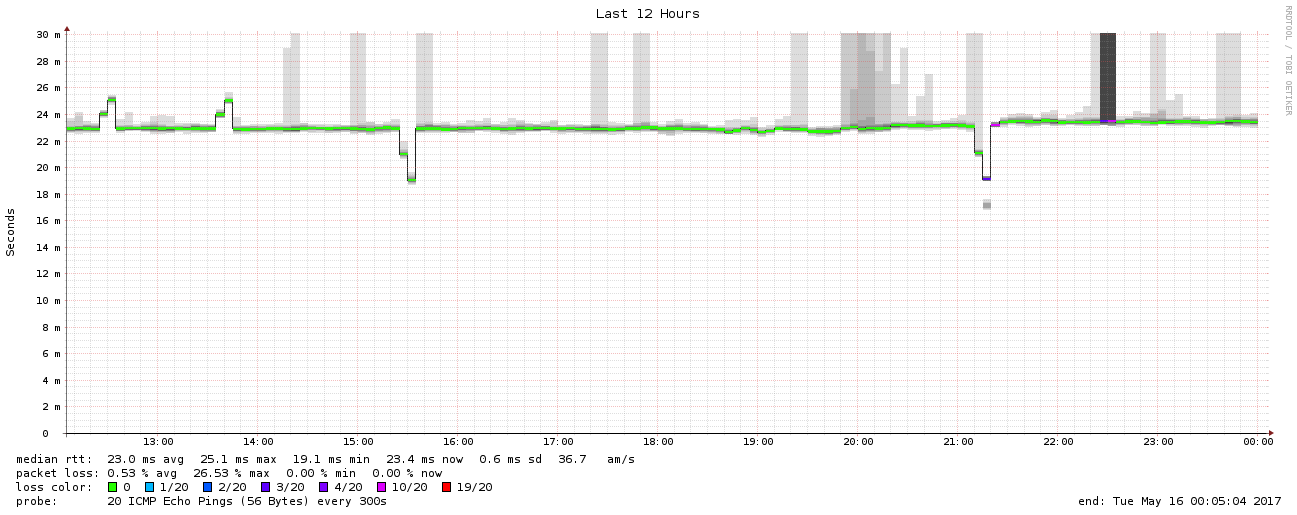 Last 12 Hours
RRDTOOL / TOBI OETIKER
Seconds
30 m
28 m
26 m
24 m
22 m
20 m
18 m
16 m
14 m
12 m
10 m
8 m
6 m
4 m
2 m
0
13:00 14:00 15:00 16:00 17:00 18:00 19:00 20:00 21:00 22:00 23:00 00:00
median rtt: 23.0 ms avg 25.1 ms max 19.1 ms min 23.4 ms now 0.6 ms sd 36.7 am/s
packet loss: 0.53 % avg 26.53 % max 0.00 % min 0.00 % now
loss color: 0 1/20 2/20 3/20 4/20 10/20 19/20
probe: 20 ICMP Echo Pings (56 Bytes) every 300s end: Tue May 16 00:05:04 2017